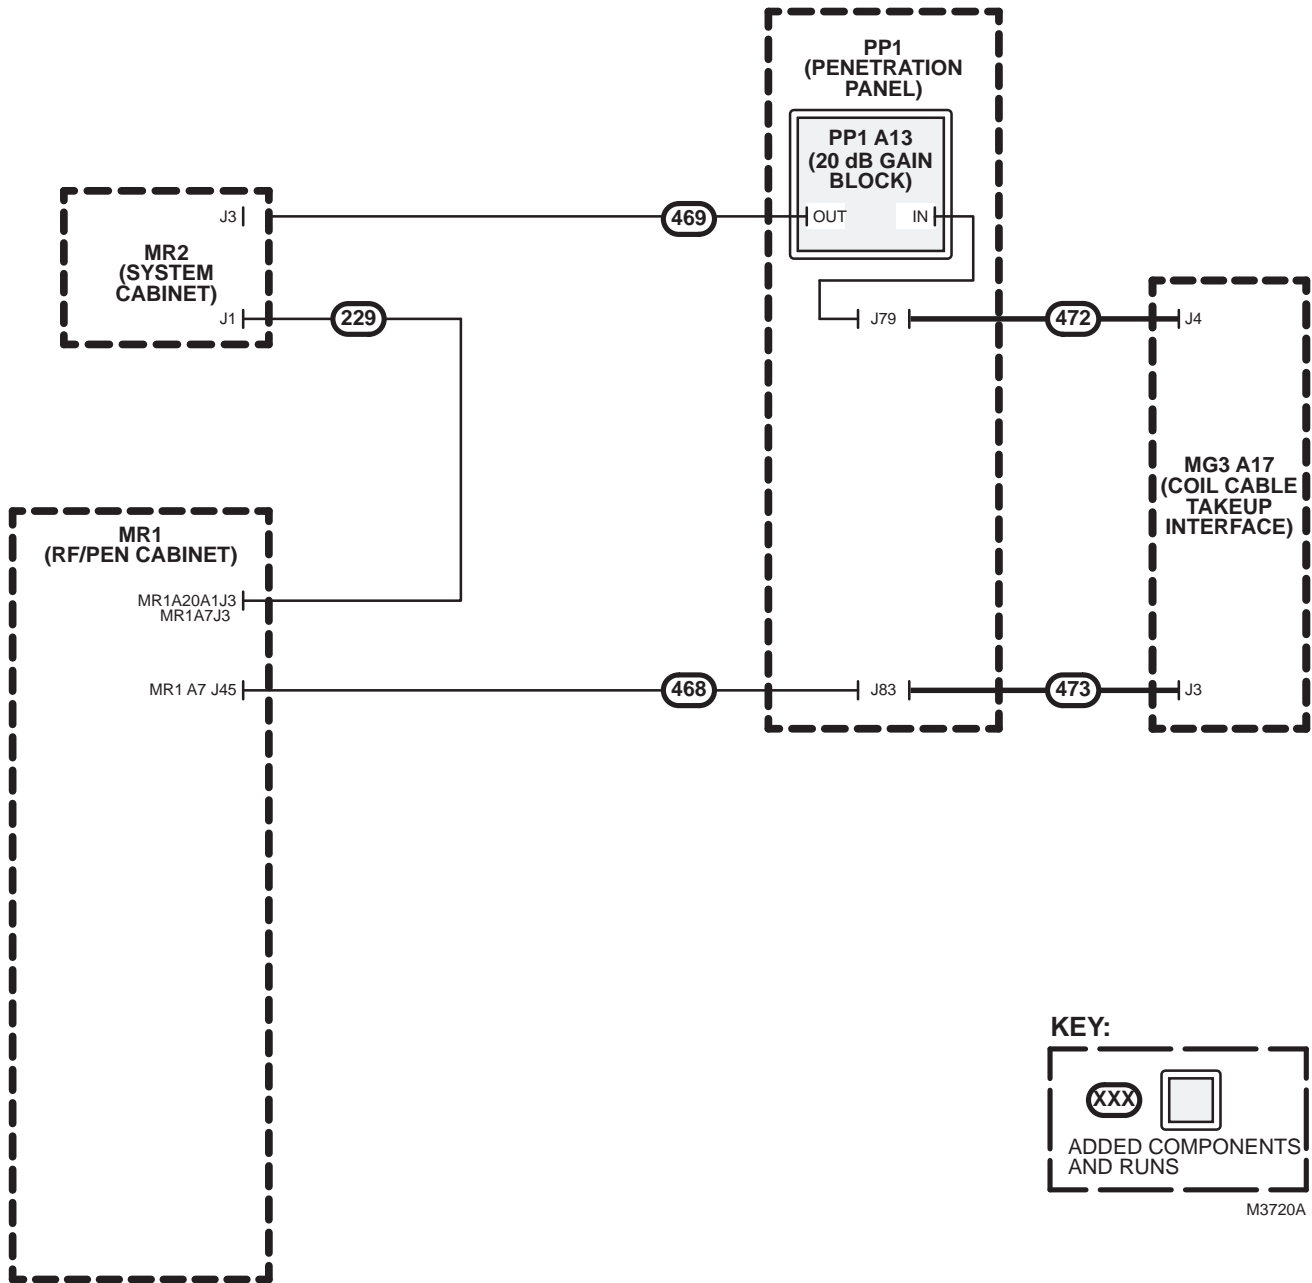 PP1
(PENETRATION
PANEL)
PP1 A13
(20 dB GAIN
BLOCK)
OUT
IN
J3
469
MR2
(SYSTEM
CABINET)
J1
229
J79
472
J4
MG3 A17
(COIL CABLE
TAKEUP
INTERFACE)
MR1
(RF/PEN CABINET)
MR1A20A1J3
MR1A7J3
MR1 A7 J45
468
J83
473
J3
KEY:
XXX
ADDED COMPONENTS
AND RUNS
M3720A